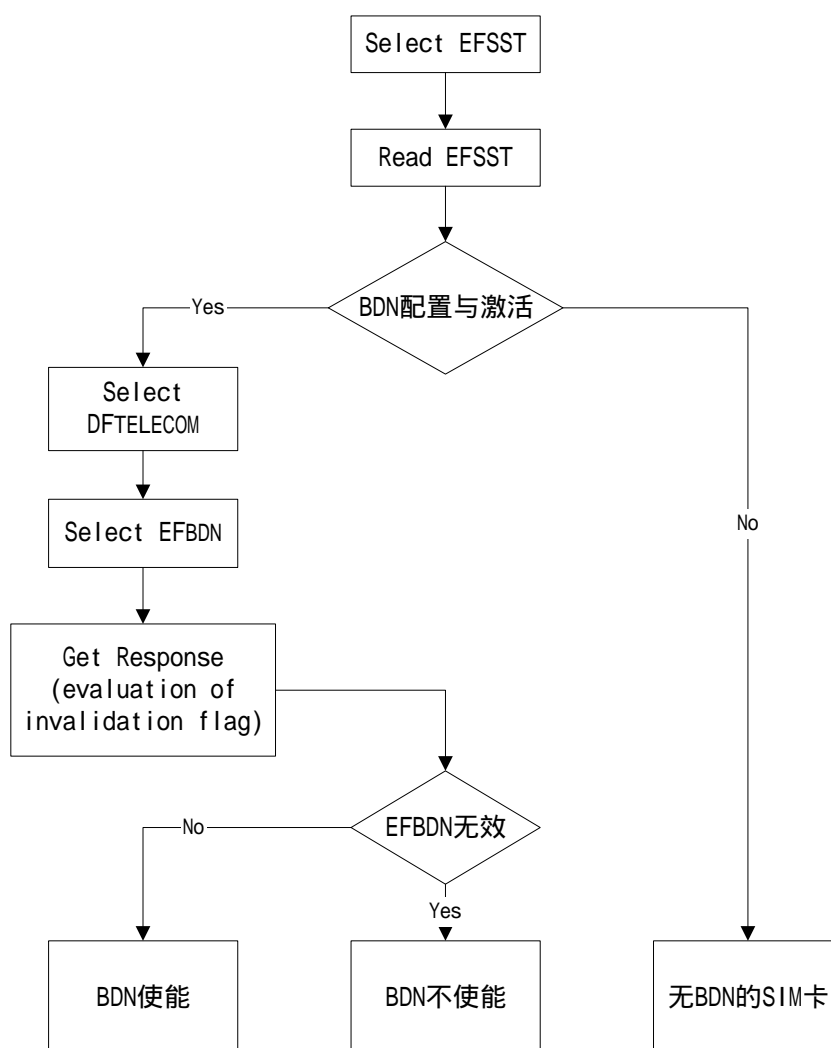 Select EFSST
Read EFSST
BDN配置与激活
Yes
No
Select
DFTELECOM
Select EFBDN
Get Response
(evaluation of
invalidation flag)
EFBDN无效
No
Yes
BDN使能
BDN不使能
无BDN的SIM卡